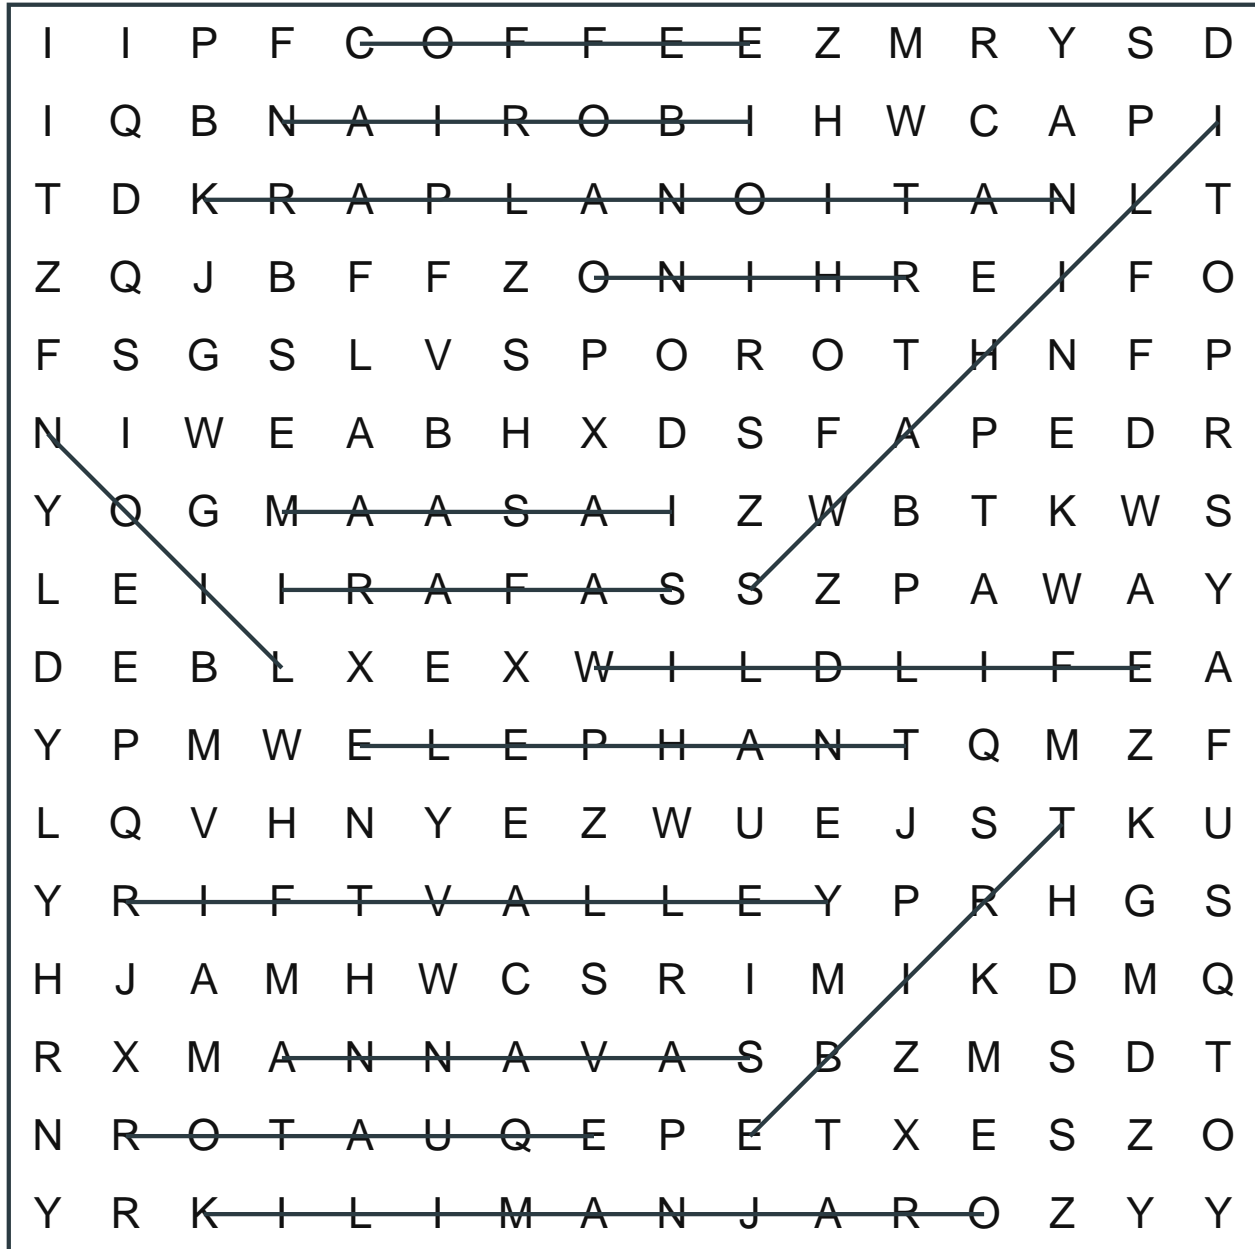 I I P F C O F F E E Z M R Y S D
I Q B N A I R O B I H W C A P I
T D K R A P L A N O I T A N L T
Z Q J B F F Z O N I H R E I F O
F S G S L V S P O R O T H N F P
N I W E A B H X D S F A P E D R
Y O G M A A S A I Z W B T K W S
L E I I R A F A S S Z P A W A Y
D E B L X E X W I L D L I F E A
Y P M W E L E P H A N T Q M Z F
L Q V H N Y E Z W U E J S T K U
Y R I F T V A L L E Y P R H G S
H J A M H W C S R I M I K D M Q
R X M A N N A V A S B Z M S D T
N R O T A U Q E P E T X E S Z O
Y R K I L I M A N J A R O Z Y Y